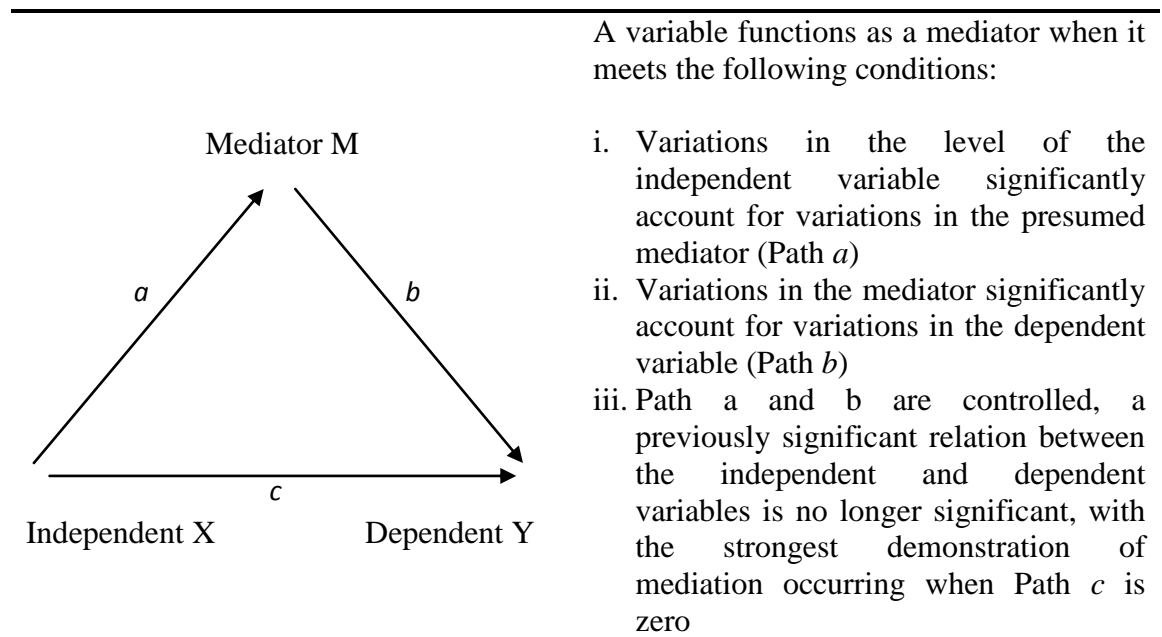 A variable functions as a mediator when it
meets the following conditions:
Mediator M
a
b
c
Independent X
Dependent Y
i. Variations in the level of the
independent variable significantly
account for variations in the presumed
mediator (Path a)
ii. Variations in the mediator significantly
account for variations in the dependent
variable (Path b)
iii. Path a and b are controlled, a
previously significant relation between
the independent and dependent
variables is no longer significant, with
the strongest demonstration of
mediation occurring when Path c is
zero